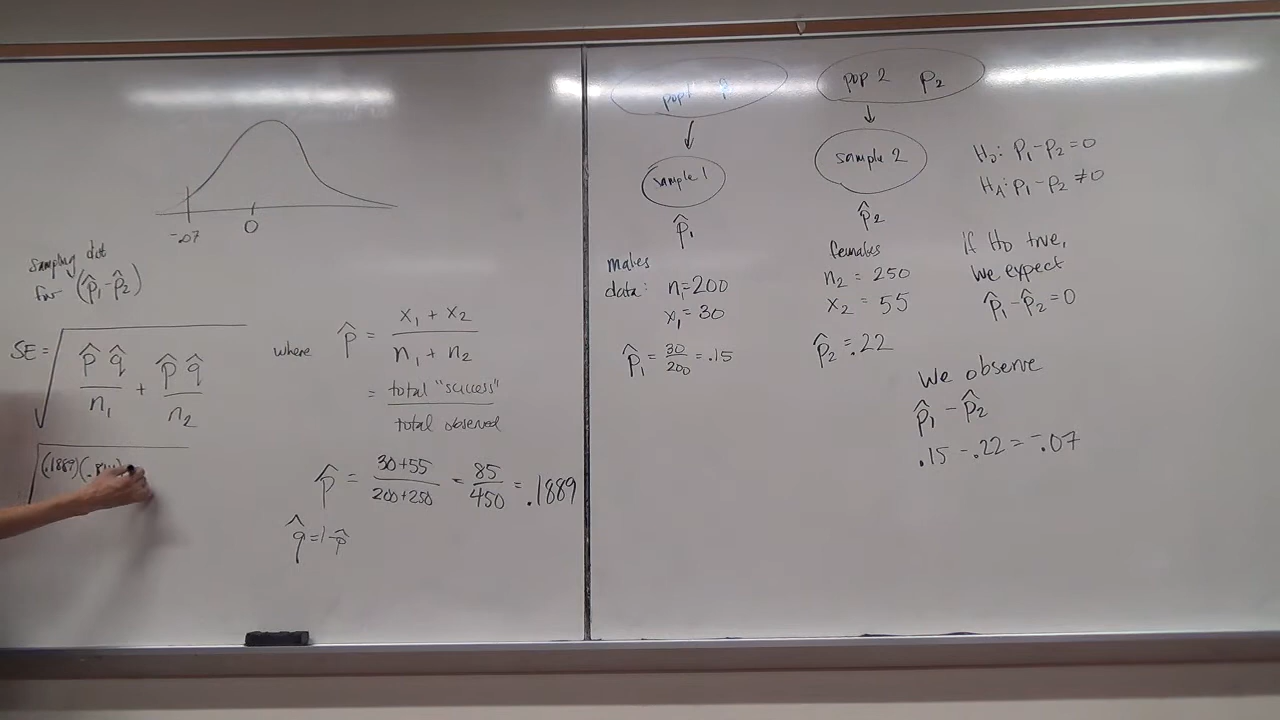 -.07
0
sampling dist
for (p̂₁-p̂₂)
SE = √( p̂ q̂ / n₁ + p̂ q̂ / n₂ )
(.1889)(.811
where p̂ = x₁ + x₂ / n₁ + n₂
= total "success" / total observed
p̂ = 30+55 / 200+250 = 85 / 450 = .1889
q̂ = 1-p̂
pop 1 p
sample 1
p̂₁
males
data: n₁=200
x₁ = 30
p̂₁ = 30/200 = .15
pop 2 p₂
sample 2
p̂₂
females
n₂ = 250
x₂ = 55
p̂₂ = .22
H₀: p₁-p₂ = 0
H_A: p₁-p₂ ≠ 0
If H₀ true,
we expect
p̂₁-p̂₂ = 0
We observe
p̂₁ - p̂₂
.15 - .22 = -.07